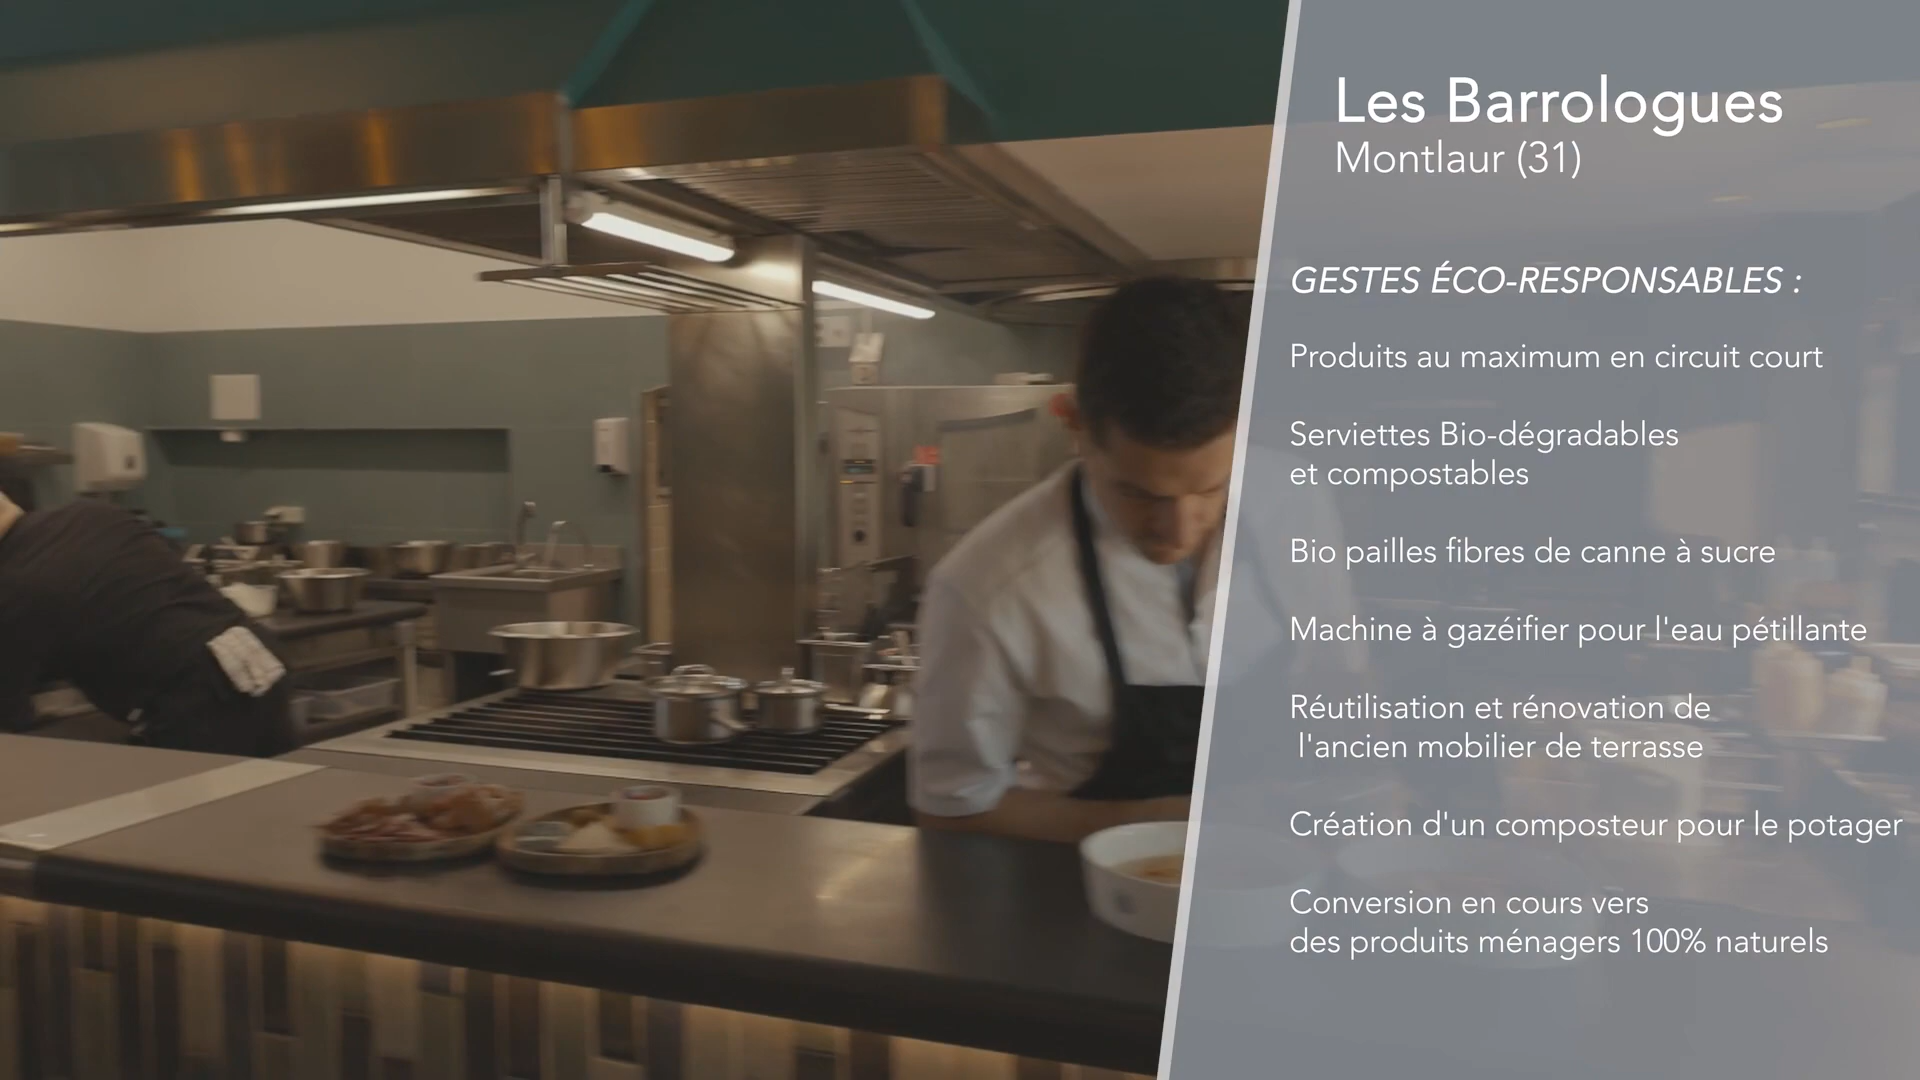 Les Barrologues
Montlaur (31)
GESTES ÉCO-RESPONSABLES :
Produits au maximum en circuit court
Serviettes Bio-dégradables
et compostables
Bio pailles fibres de canne à sucre
Machine à gazéifier pour l'eau pétillante
Réutilisation et rénovation de
l'ancien mobilier de terrasse
Création d'un composteur pour le potager
Conversion en cours vers
des produits ménagers 100% naturels